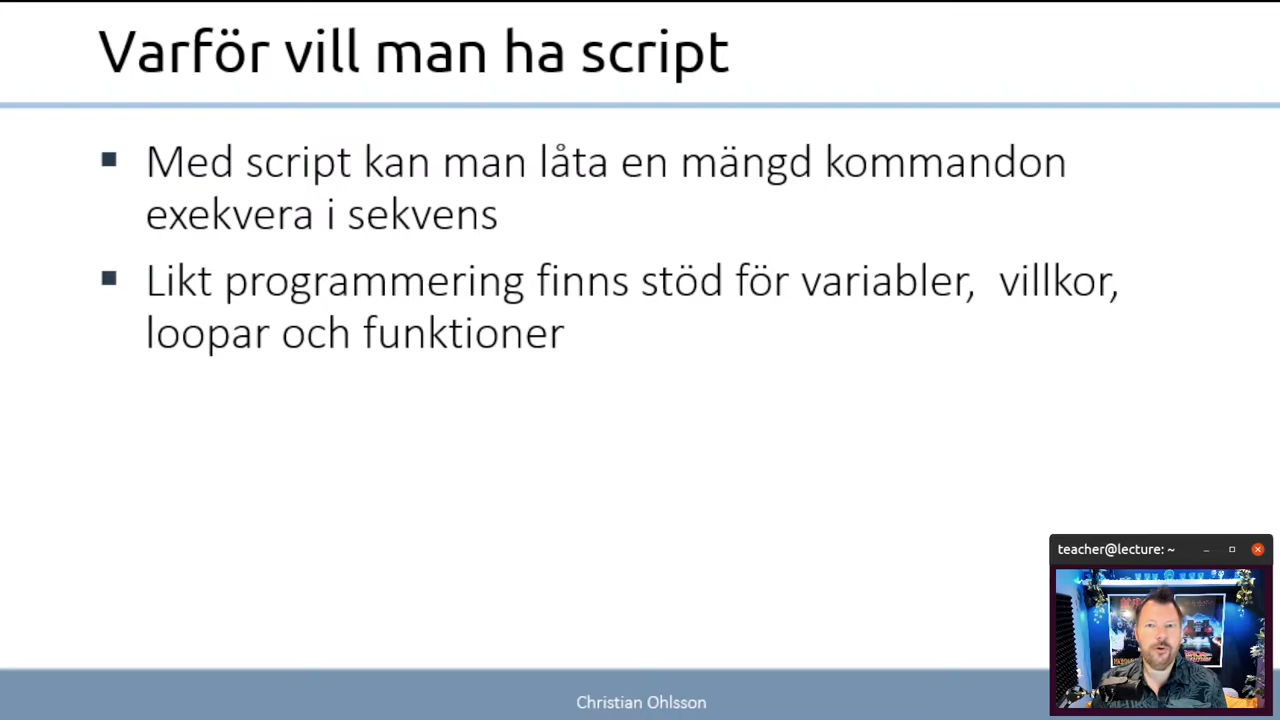 Varför vill man ha script
Med script kan man låta en mängd kommandon
exekvera i sekvens
Likt programmering finns stöd för variabler,  villkor,
loopar och funktioner
teacher@lecture: ~
Christian Ohlsson